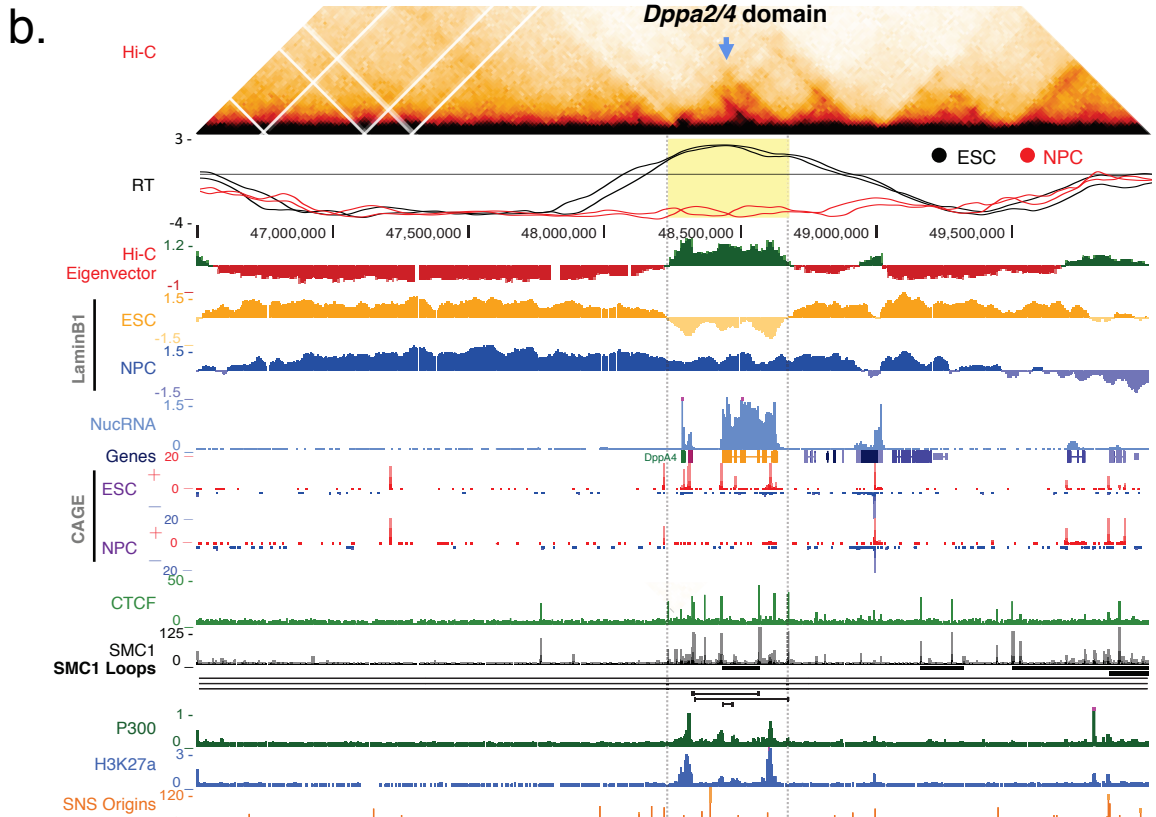 b.
Dppa2/4 domain
Hi-C
3 -
ESC
NPC
RT
-4 -
47,000,000
47,500,000
48,000,000
48,500,000
49,000,000
49,500,000
Hi-C
1.2 -
Eigenvector
-1
LaminB1
1.5
ESC
-1.5
1.5
NPC
-1.5
NucRNA
1.5
0
Genes
DppA4
CAGE
20
+
ESC
0
–
20
+
NPC
0
–
20
CTCF
50 -
0
SMC1
125
0
SMC1 Loops
P300
1 -
0
H3K27a
3
0
SNS Origins
120 -